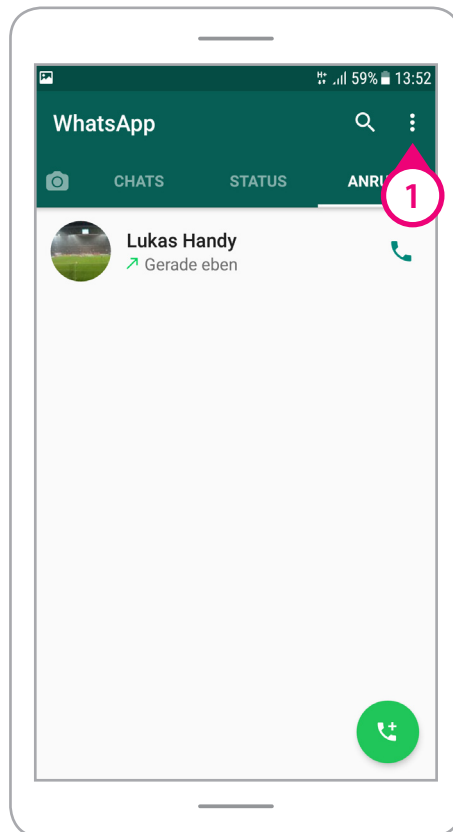 59% 13:52
WhatsApp
CHATS STATUS ANRU
1
Lukas Handy
Gerade eben